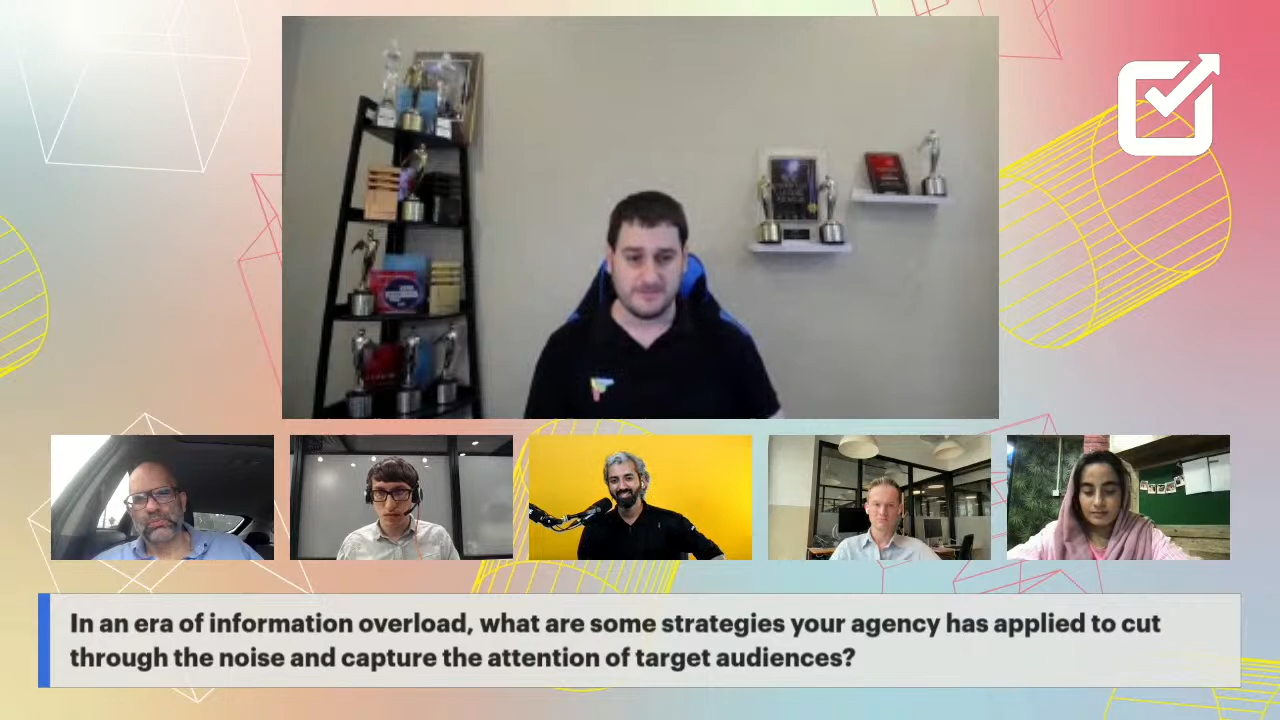 In an era of information overload, what are some strategies your agency has applied to cut
through the noise and capture the attention of target audiences?